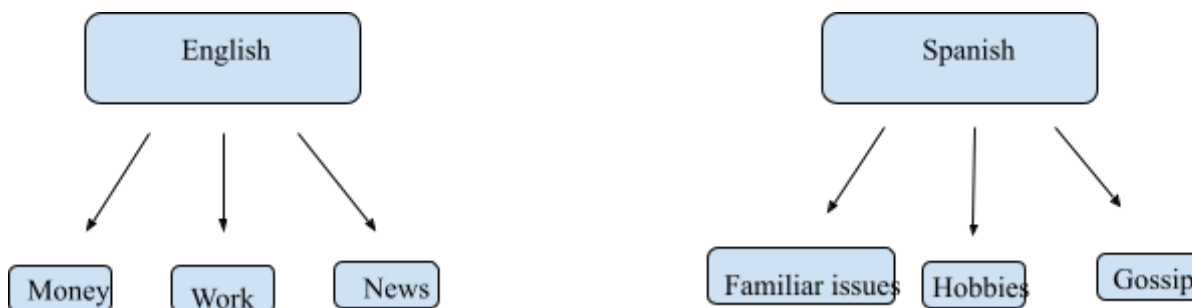 English
Spanish
Money
Work
News
Familiar issues
Hobbies
Gossip